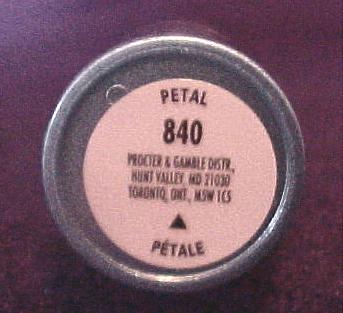 PETAL
840
PROCTER & GAMBLE DISTR.,
HUNT VALLEY, MD 21030
TORONTO, ONT., M5W 1C5
PÉTALE